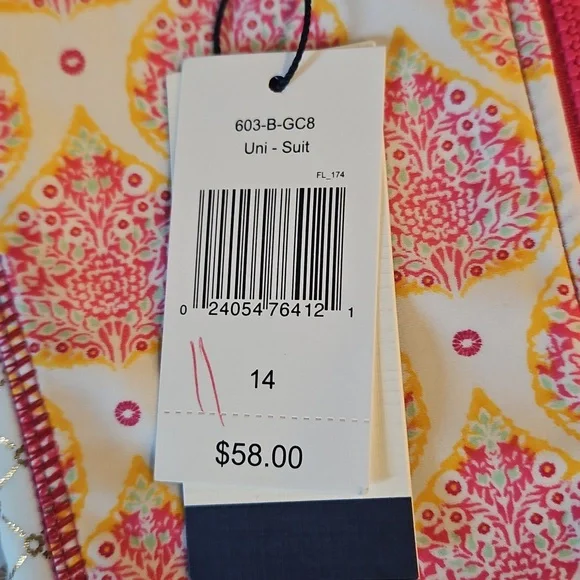 603-B-GC8
Uni - Suit
FL_174
0 24054 76412 1
14
$58.00